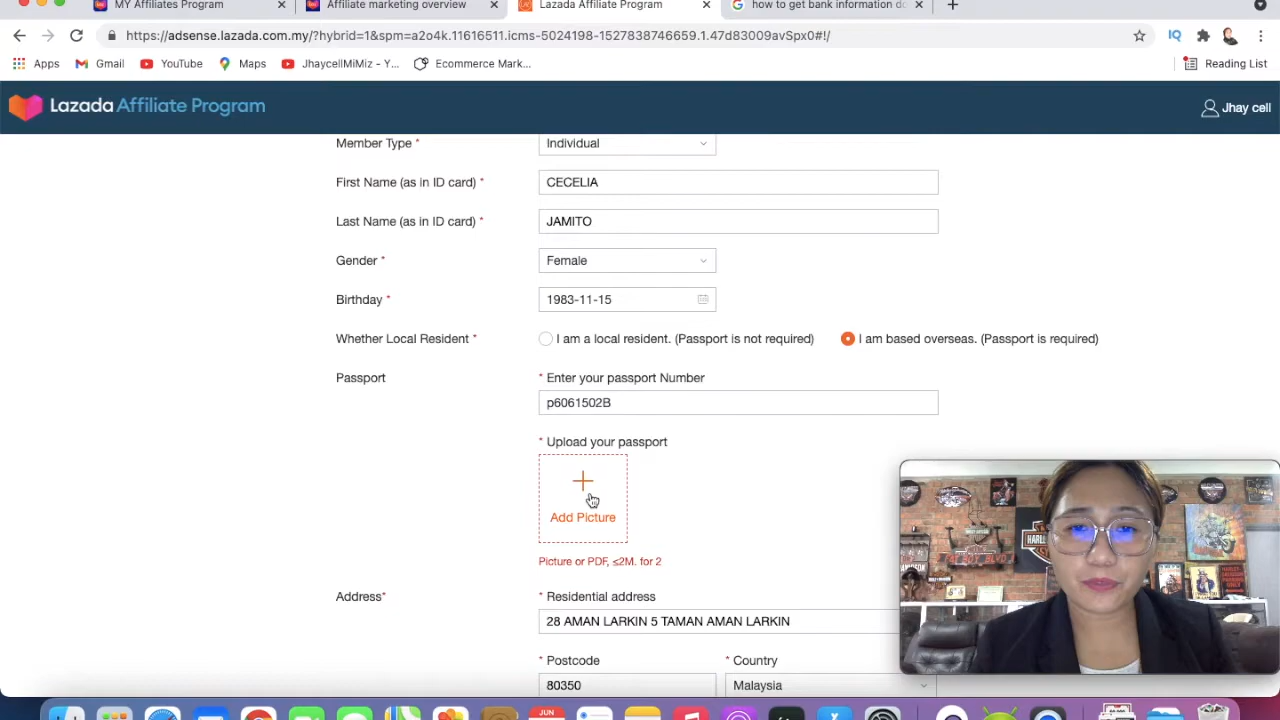 MY Affiliates Program
Affiliate marketing overview
Lazada Affiliate Program
how to get bank information do
https://adsense.lazada.com.my/?hybrid=1&spm=a2o4k.11616511.icms-5024198-1527838746659.1.47d83009avSpx0#!/
IQ
Apps
Gmail
YouTube
Maps
JhaycellMiMiz - Y...
Ecommerce Mark...
Reading List
Lazada Affiliate Program
Jhay cell
Member Type *
Individual
First Name (as in ID card) *
CECELIA
Last Name (as in ID card) *
JAMITO
Gender *
Female
Birthday *
1983-11-15
Whether Local Resident *
I am a local resident. (Passport is not required)
I am based overseas. (Passport is required)
Passport
* Enter your passport Number
p6061502B
* Upload your passport
Add Picture
Picture or PDF, ≤2M. for 2
Address*
* Residential address
28 AMAN LARKIN 5 TAMAN AMAN LARKIN
* Postcode
* Country
80350
Malaysia
JUN